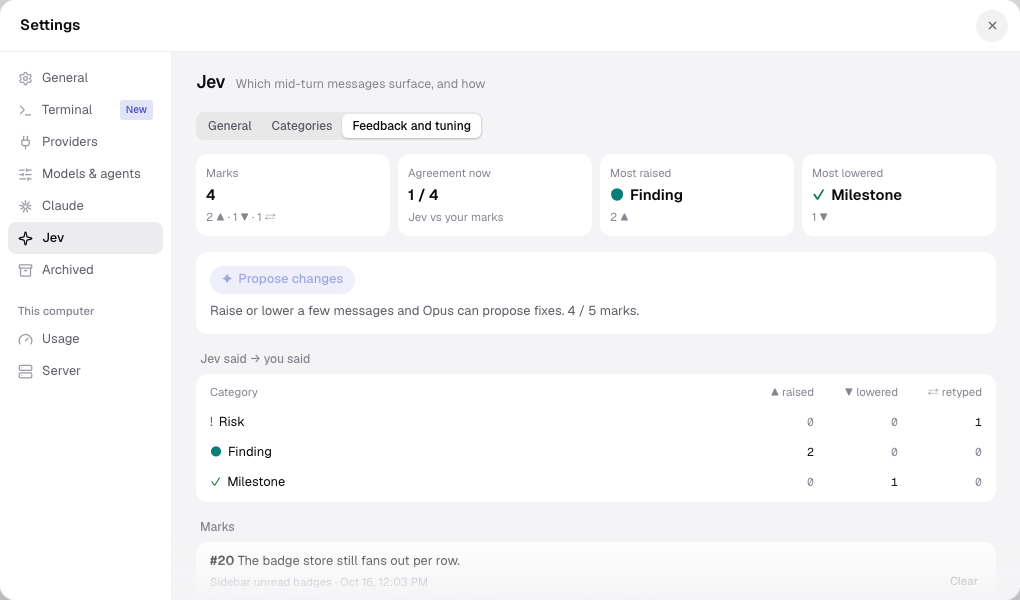 Settings
General
Terminal New
Providers
Models & agents
Claude
Jev
Archived
This computer
Usage
Server
Jev Which mid-turn messages surface, and how
General Categories Feedback and tuning
Marks
4
2 ▲ · 1 ▼ · 1 ⇄
Agreement now
1 / 4
Jev vs your marks
Most raised
Finding
2 ▲
Most lowered
✓ Milestone
1 ▼
✦ Propose changes
Raise or lower a few messages and Opus can propose fixes. 4 / 5 marks.
Jev said → you said
Category ▲ raised ▼ lowered ⇄ retyped
! Risk 0 0 1
Finding 2 0 0
✓ Milestone 0 1 0
Marks
#20 The badge store still fans out per row.
Sidebar unread badges · Oct 16, 12:03 PM Clear